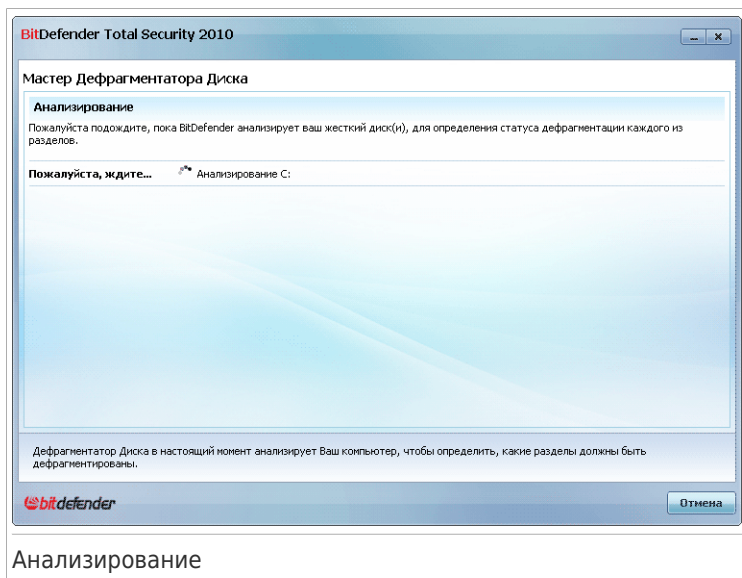 BitDefender Total Security 2010
Мастер Дефрагментатора Диска
Анализирование
Пожалуйста подождите, пока BitDefender анализирует ваш жесткий диск(и), для определения статуса дефрагментации каждого из
разделов.
Пожалуйста, ждите... Анализирование C:
Дефрагментатор Диска в настоящий момент анализирует Ваш компьютер, чтобы определить, какие разделы должны быть
дефрагментированы.
bitdefender
Отмена
Анализирование